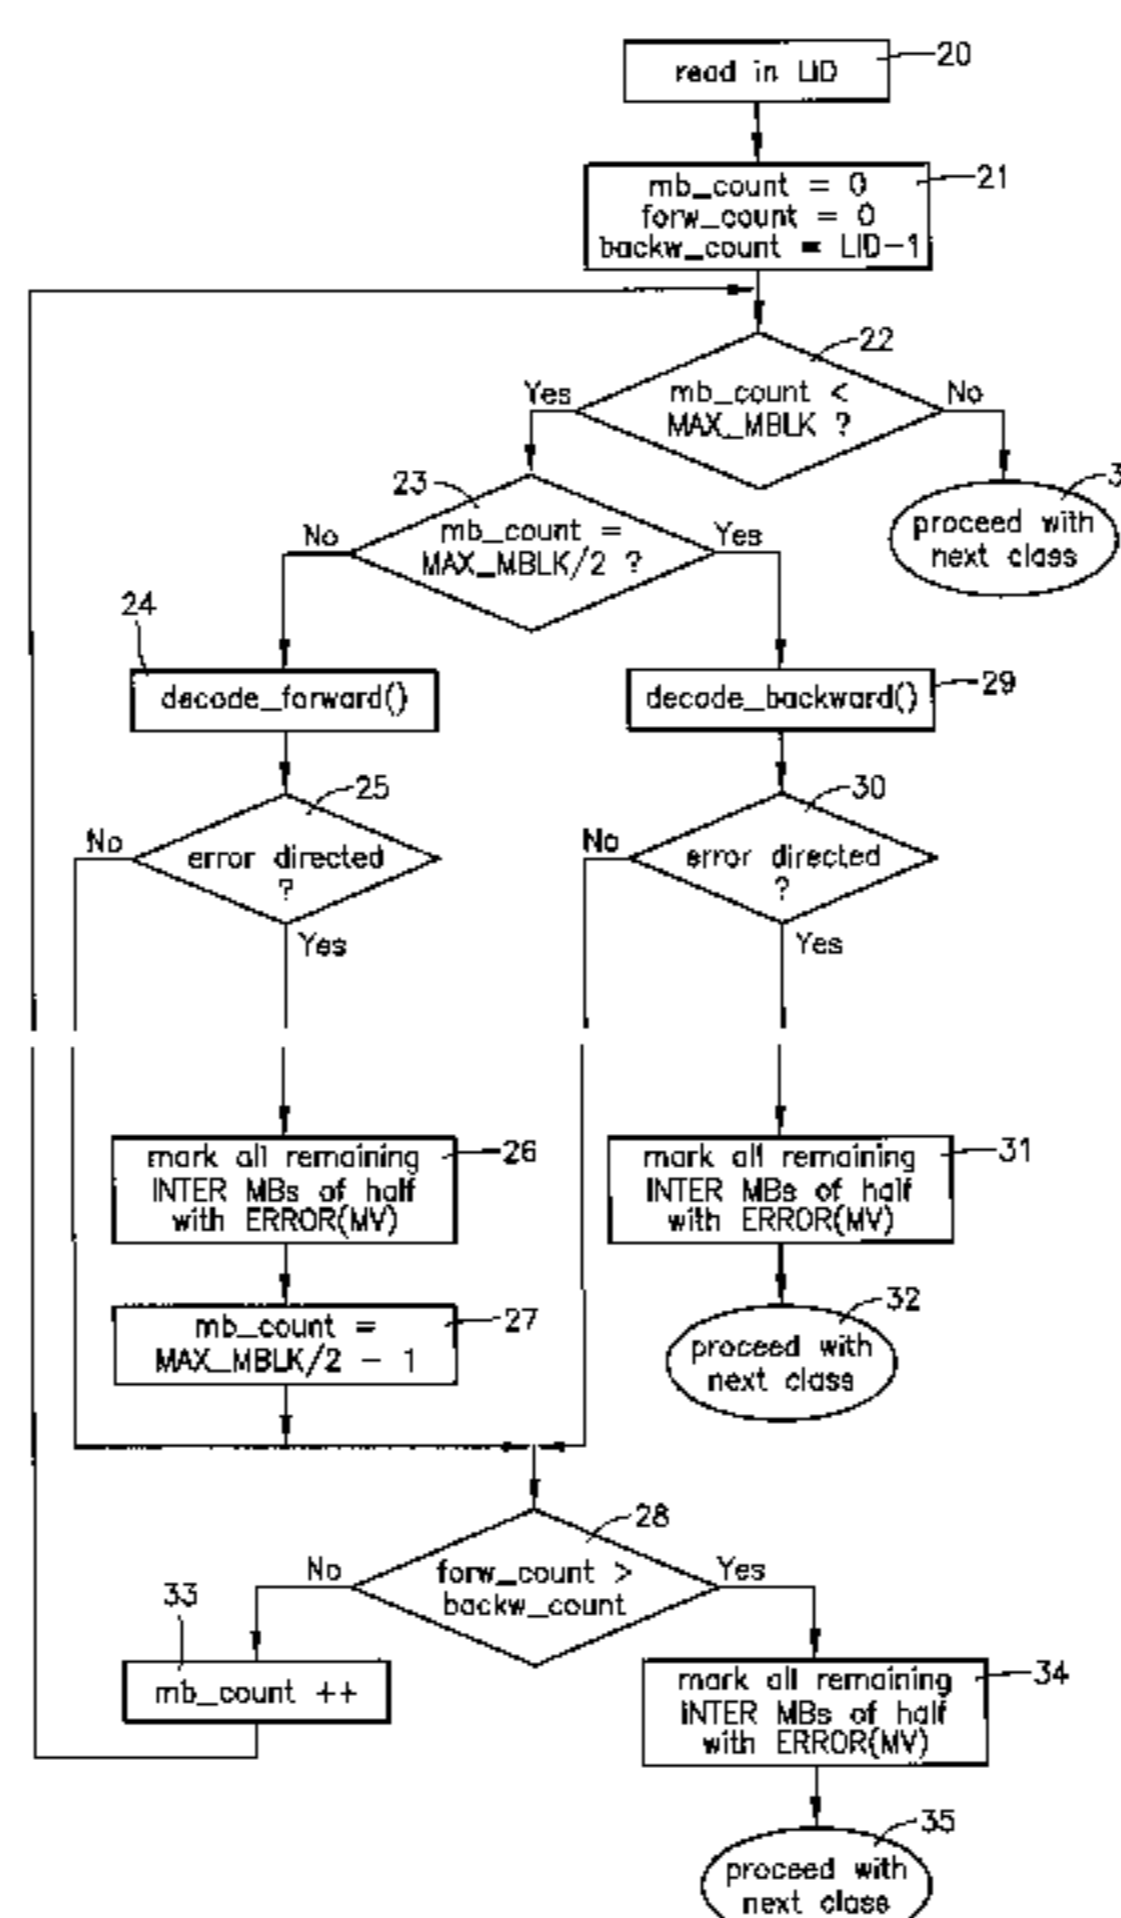 read in LID
20
mb_count = 0
forw_count = 0
backw_count = LID-1
21
22
mb_count <
MAX_MBLK ?
Yes
No
3
proceed with
next class
23
mb_count =
MAX_MBLK/2 ?
No
Yes
24
decode_forward()
decode_backward()
29
25
error directed
?
No
Yes
30
error directed
?
No
Yes
mark all remaining
INTER MBs of half
with ERROR(MV)
26
mark all remaining
INTER MBs of half
with ERROR(MV)
31
mb_count =
MAX_MBLK/2 - 1
27
32
proceed with
next class
28
forw_count >
backw_count
No
Yes
33
mb_count ++
mark all remaining
INTER MBs of half
with ERROR(MV)
34
35
proceed with
next class